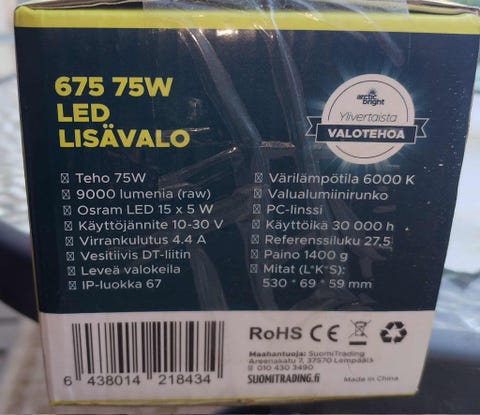 675 75W
LED
LISÄVALO
arctic
bright
Ylivertaista
VALOTEHOA
Teho 75W
9000 lumenia (raw)
Osram LED 15 x 5 W
Käyttöjännite 10-30 V
Virrankulutus 4.4 A
Vesitiivis DT-liitin
Leveä valokeila
IP-luokka 67
Värilämpötila 6000 K
Valualumiinirunko
PC-linssi
Käyttöikä 30 000 h
Referenssiluku 27,5
Paino 1400 g
Mitat (L*K*S):
530 * 69 * 59 mm
6 438014 218434
RoHS CE
Maahantuoja: SuomiTrading
Areenakatu 7, 37570 Lempäälä
010 430 3490
SUOMITRADING.fi
Made in China